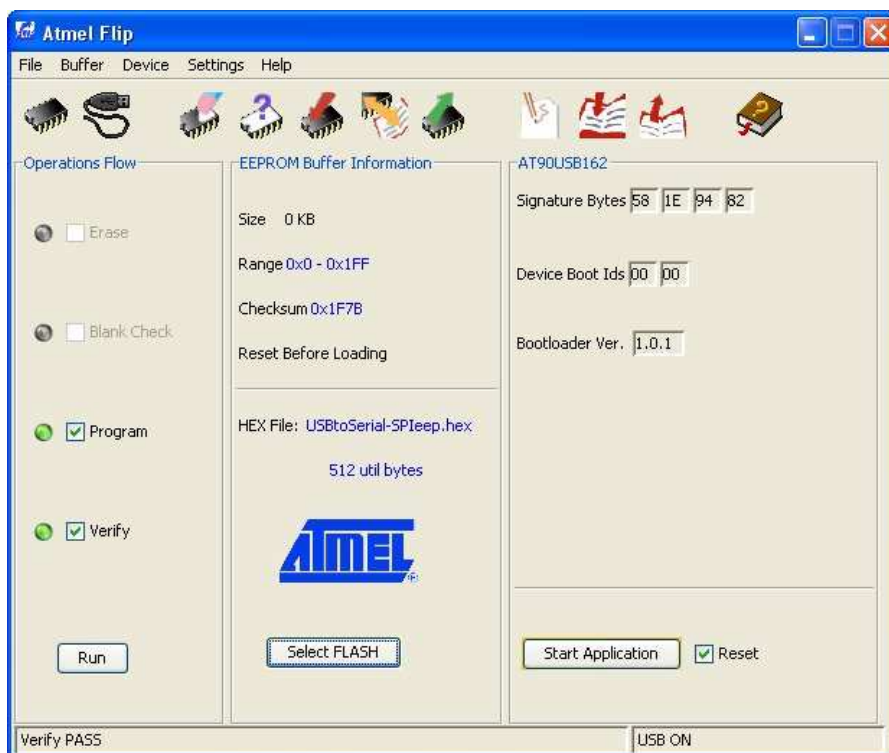 Atmel Flip
File Buffer Device Settings Help
Operations Flow
Erase
Blank Check
Program
Verify
Run
EEPROM Buffer Information
Size 0 KB
Range 0x0 - 0x1FF
Checksum 0x1F7B
Reset Before Loading
HEX File: USBtoSerial-SPIeep.hex
512 util bytes
ATMEL®
Select FLASH
AT90USB162
Signature Bytes 58 1E 94 82
Device Boot Ids 00 00
Bootloader Ver. 1.0.1
Start Application Reset
Verify PASS USB ON